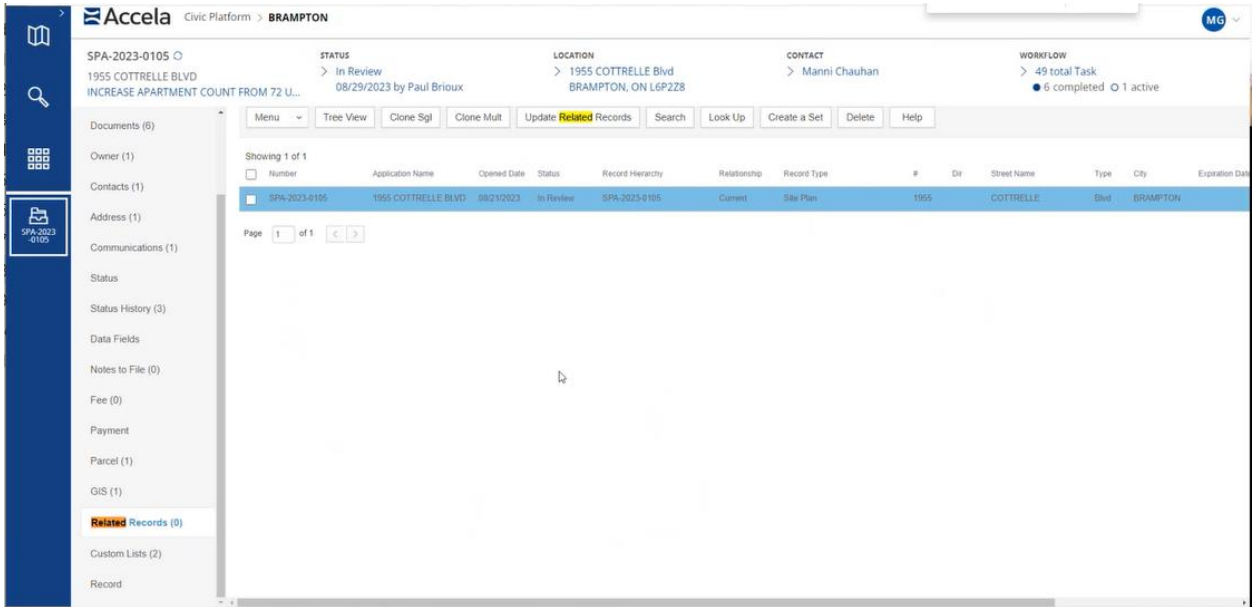 Accela Civic Platform > BRAMPTON
MG
SPA-2023-0105
1955 COTTRELLE BLVD
INCREASE APARTMENT COUNT FROM 72 U...
STATUS
> In Review
08/29/2023 by Paul Brioux
LOCATION
> 1955 COTTRELLE Blvd
BRAMPTON, ON L6P2Z8
CONTACT
> Manni Chauhan
WORKFLOW
> 49 total Task
6 completed 1 active
SPA-2023
-0105
Documents (6)
Owner (1)
Contacts (1)
Address (1)
Communications (1)
Status
Status History (3)
Data Fields
Notes to File (0)
Fee (0)
Payment
Parcel (1)
GIS (1)
Related Records (0)
Custom Lists (2)
Record
Menu Tree View Clone Sgl Clone Mult Update Related Records Search Look Up Create a Set Delete Help
Showing 1 of 1
Number Application Name Opened Date Status Record Hierarchy Relationship Record Type # Dir Street Name Type City Expiration Date
SPA-2023-0105 1955 COTTRELLE BLVD 08/21/2023 In Review SPA-2023-0105 Current Site Plan 1955 COTTRELLE Blvd BRAMPTON
Page 1 of 1 < >